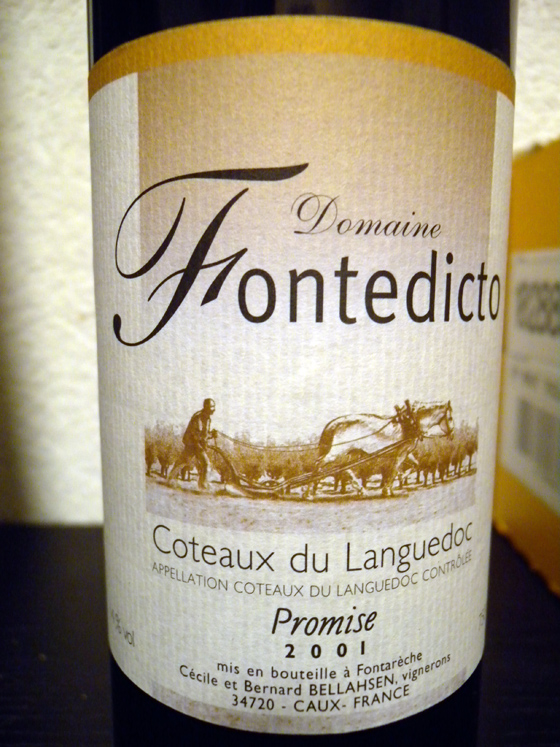 Domaine
Fontedicto
Coteaux du Languedoc
APPELLATION COTEAUX DU LANGUEDOC CONTRÔLÉE
Promise
2001
% vol
mis en bouteille à Fontarèche
Cécile et Bernard BELLAHSEN, vignerons
34720 - CAUX- FRANCE